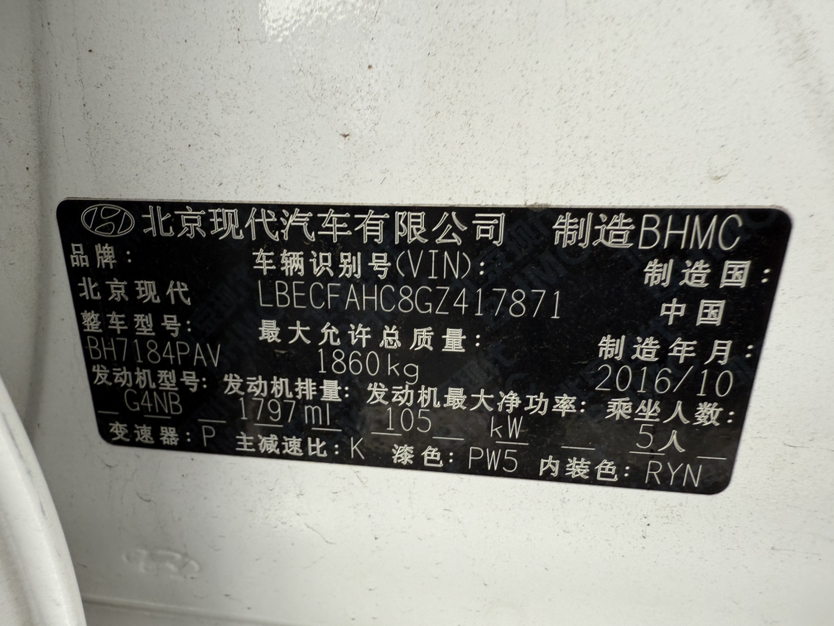 北京现代汽车有限公司 制造BHMC
品牌: 车辆识别号(VIN): 制造国:
北京现代 LBECFAHC8GZ417871 中国
整车型号: 最大允许总质量: 制造年月:
BH7184PAV 1860kg 2016/10
发动机型号: 发动机排量: 发动机最大净功率: 乘坐人数:
G4NB 1797ml 105 kW 5人
变速器: P 主减速比: K 漆色: PW5 内装色: RYN